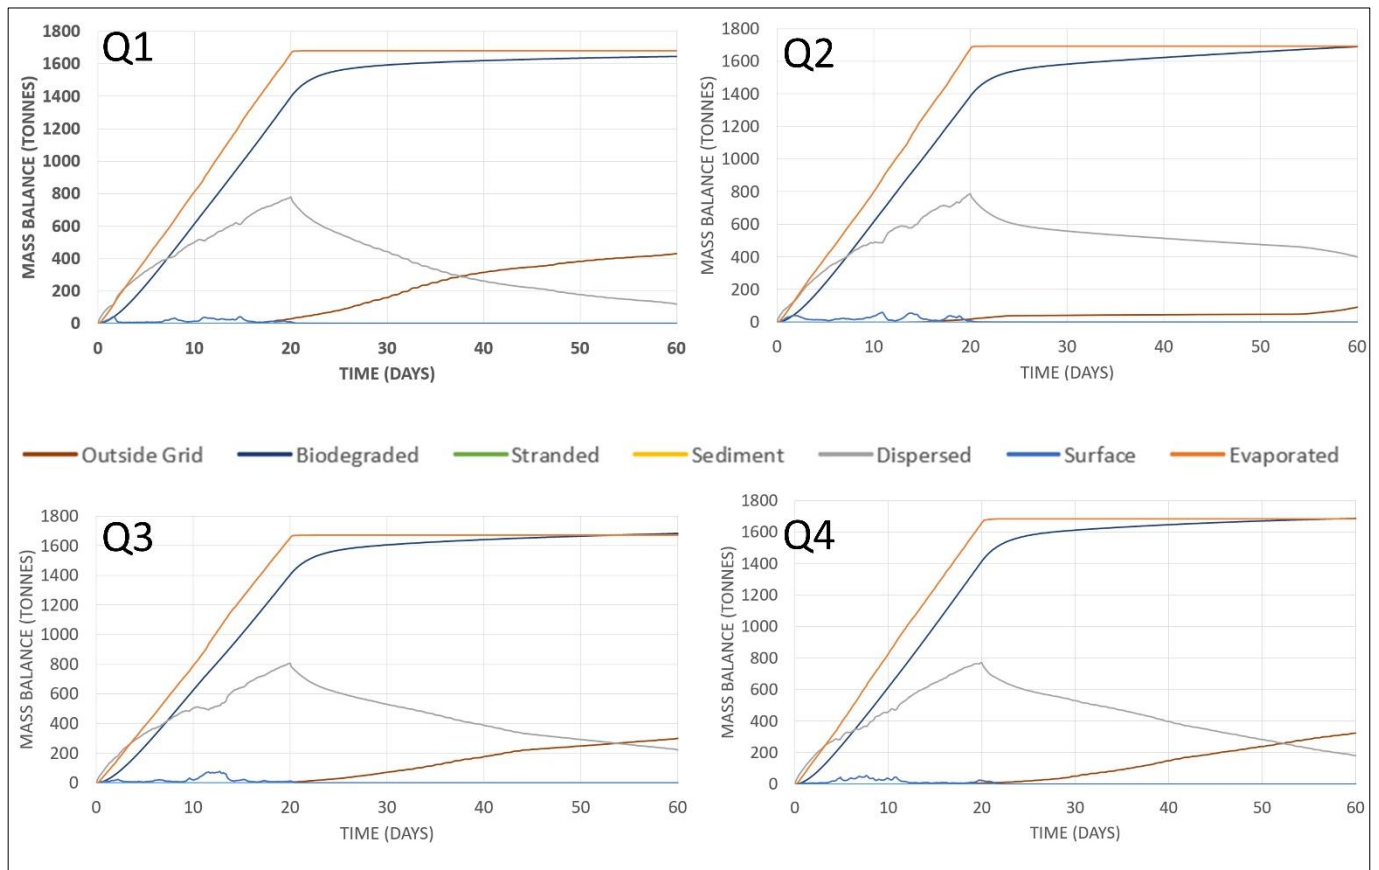 Q1
MASS BALANCE (TONNES)
1800
1600
1400
1200
1000
800
600
400
200
0
0 10 20 30 40 50 60
TIME (DAYS)
Q2
MASS BALANCE (TONNES)
1800
1600
1400
1200
1000
800
600
400
200
0
0 10 20 30 40 50 60
TIME (DAYS)
Outside Grid Biodegraded Stranded Sediment Dispersed Surface Evaporated
Q3
MASS BALANCE (TONNES)
1800
1600
1400
1200
1000
800
600
400
200
0
0 10 20 30 40 50 60
TIME (DAYS)
Q4
MASS BALANCE (TONNES)
1800
1600
1400
1200
1000
800
600
400
200
0
0 10 20 30 40 50 60
TIME (DAYS)